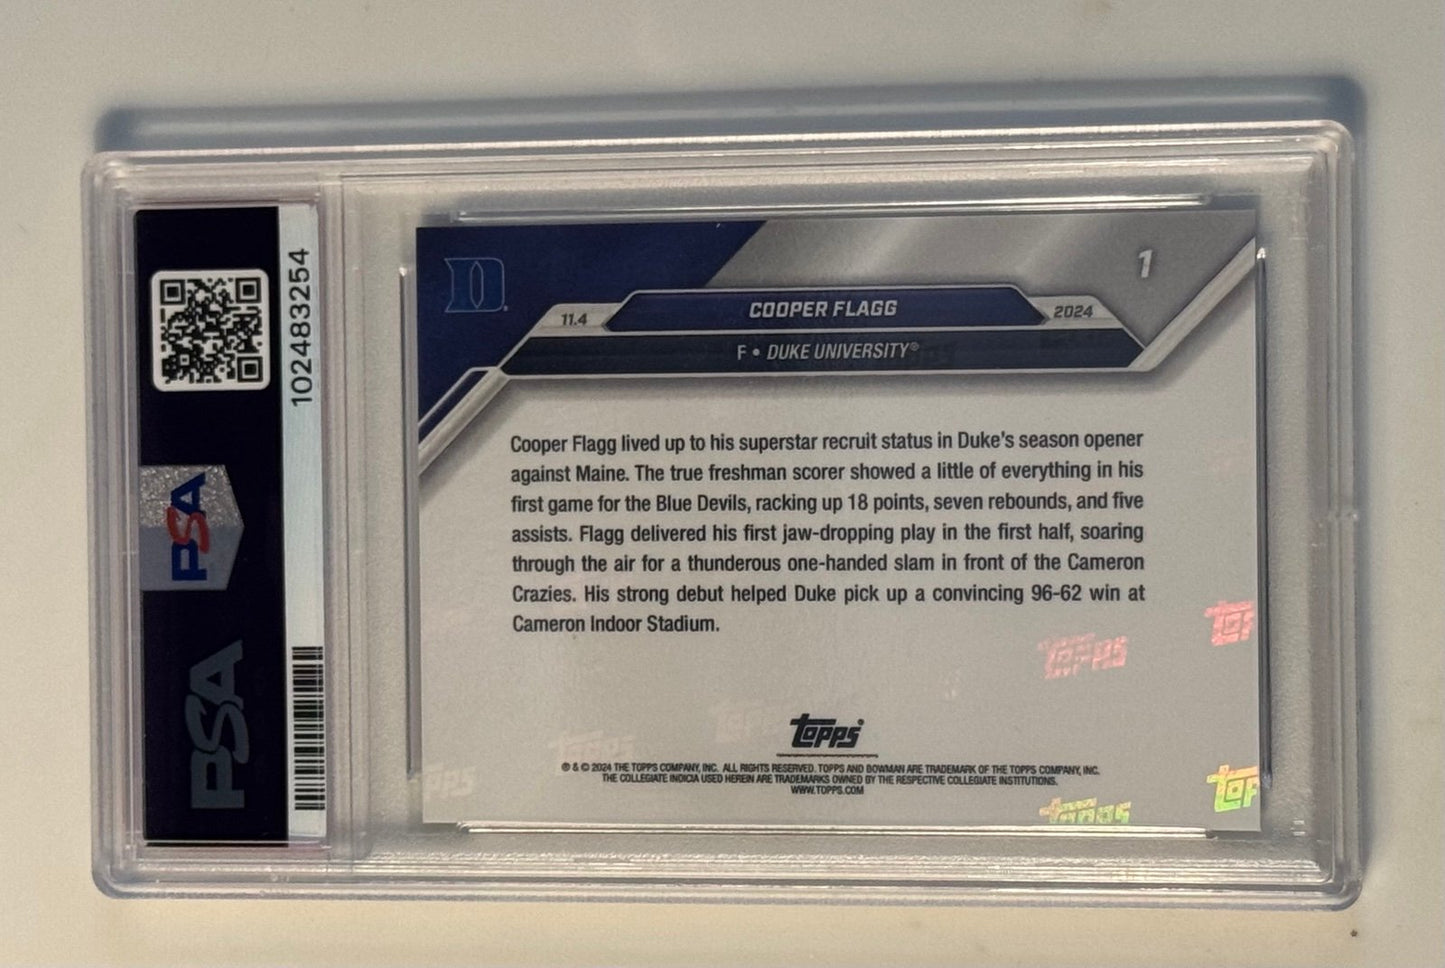 102483254
PSA
PSA
D
1
11.4
COOPER FLAGG
2024
F • DUKE UNIVERSITY®
Cooper Flagg lived up to his superstar recruit status in Duke's season opener
against Maine. The true freshman scorer showed a little of everything in his
first game for the Blue Devils, racking up 18 points, seven rebounds, and five
assists. Flagg delivered his first jaw-dropping play in the first half, soaring
through the air for a thunderous one-handed slam in front of the Cameron
Crazies. His strong debut helped Duke pick up a convincing 96-62 win at
Cameron Indoor Stadium.
Topps
Topps
Topps
Topps®
® & © 2024 THE TOPPS COMPANY, INC. ALL RIGHTS RESERVED. TOPPS AND BOWMAN ARE TRADEMARK OF THE TOPPS COMPANY, INC.
THE COLLEGIATE INDICIA USED HEREIN ARE TRADEMARKS OWNED BY THE RESPECTIVE COLLEGIATE INSTITUTIONS.
WWW.TOPPS.COM
Topps